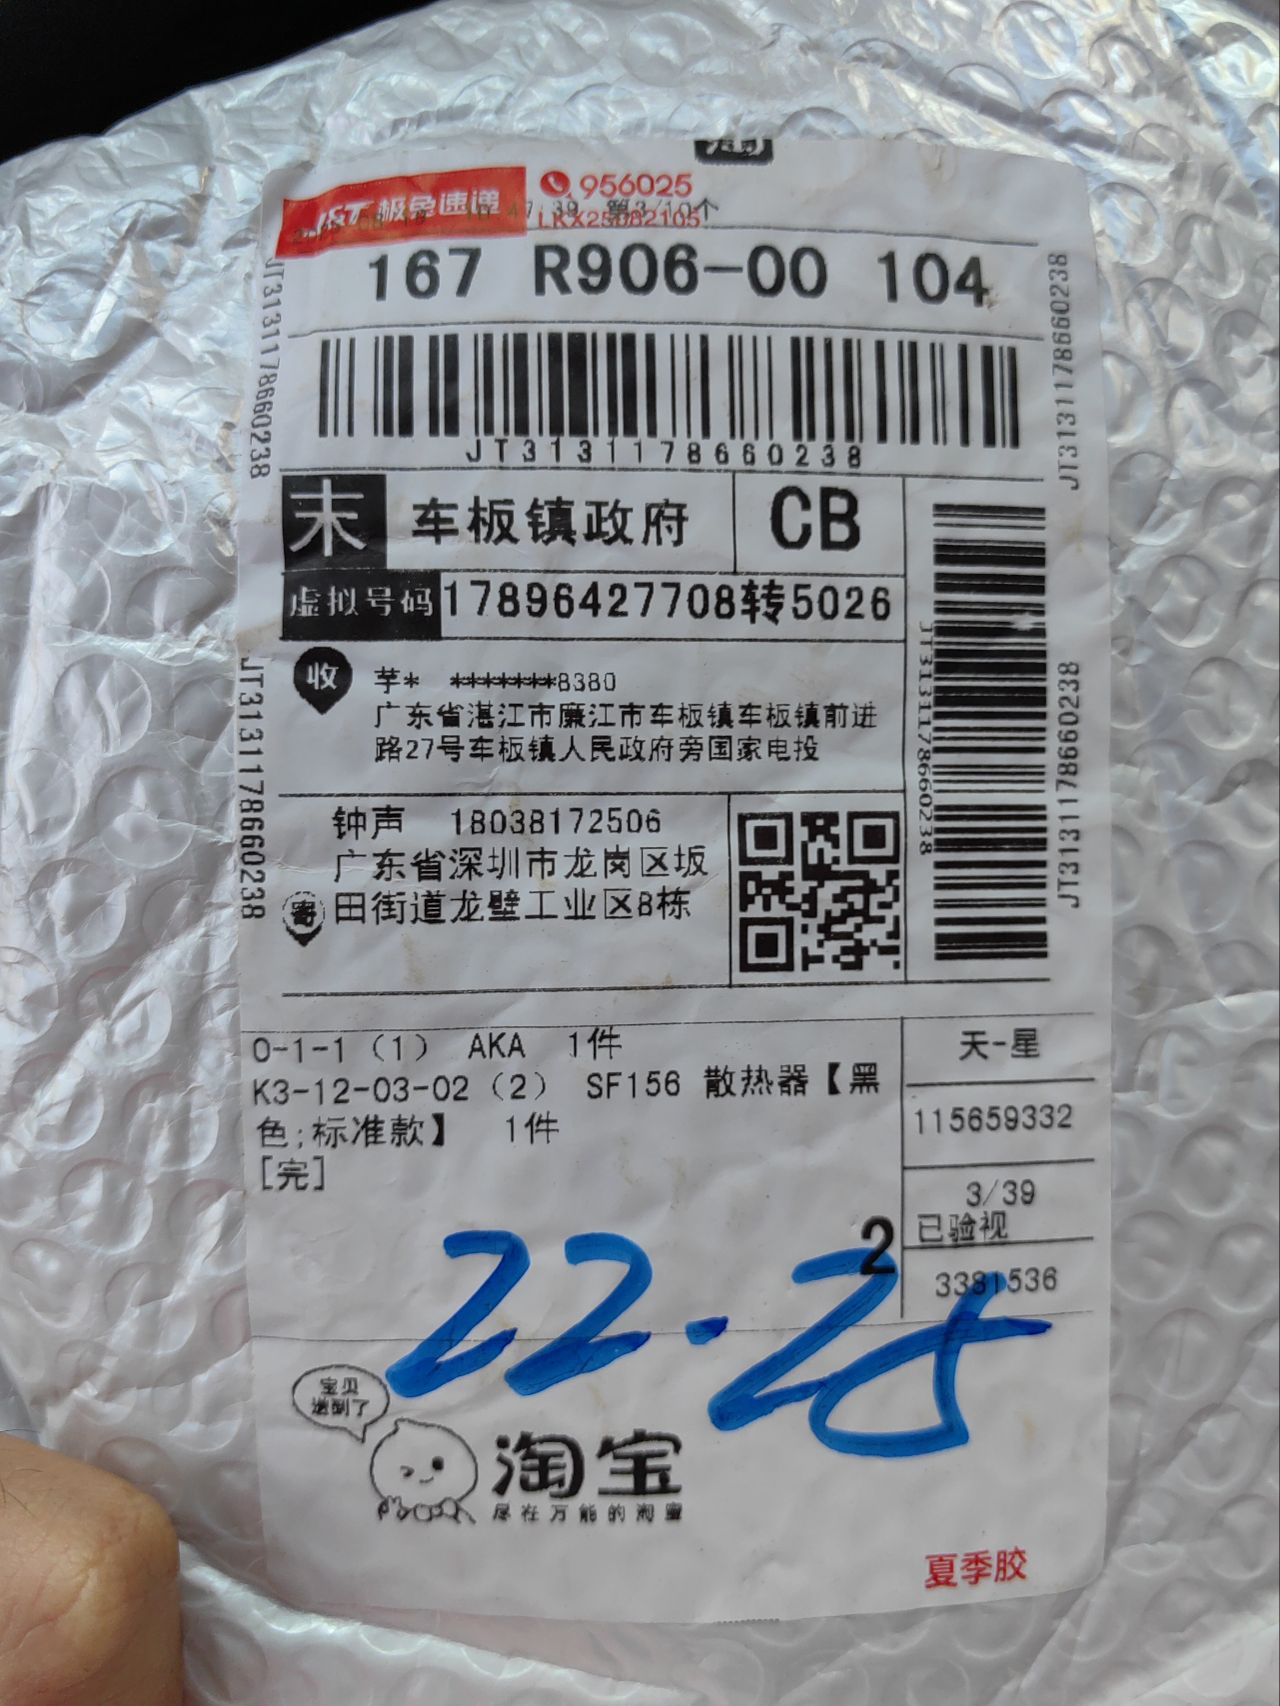 J&T 极兔速递
956025
LKX25082105
167 R906-00 104
JT3131178660238
末 车板镇政府 CB
虚拟号码 17896427708转5026
收 芋* *******8380
广东省湛江市廉江市车板镇车板镇前进
路27号车板镇人民政府旁国家电投
钟声 18038172506
广东省深圳市龙岗区坂
寄 田街道龙壁工业区8栋
JT3131178660238
JT3131178660238
JT3131178660238
JT3131178660238
JT3131178660238
O-1-1（1） AKA 1件
K3-12-03-02（2） SF156 散热器【黑
色;标准款】 1件
[完]
天-星
115659332
3/39
已验视
3381536
2
22.25
宝贝
送到了
淘宝
尽在万能的淘宝
夏季胶